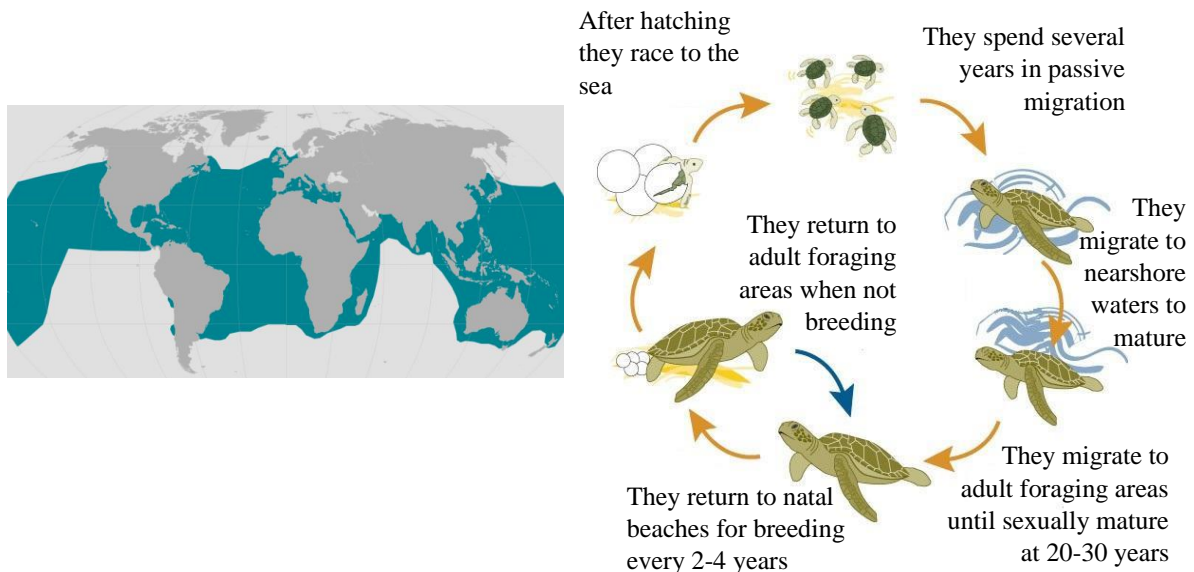 After hatching
they race to the
sea
They spend several
years in passive
migration
They
migrate to
nearshore
waters to
mature
They return to
adult foraging
areas when not
breeding
They migrate to
adult foraging areas
until sexually mature
at 20-30 years
They return to natal
beaches for breeding
every 2-4 years